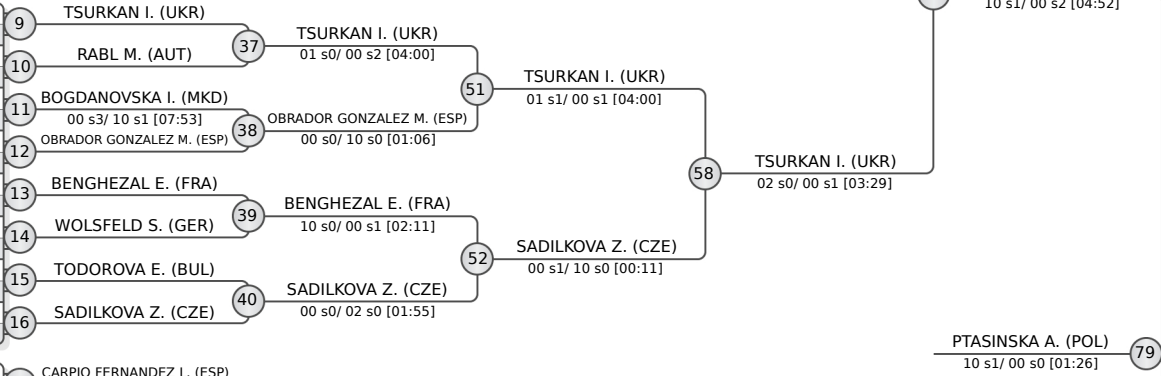 10 s1/ 00 s2 [04:52]
9
TSURKAN I. (UKR)
37
TSURKAN I. (UKR)
01 s0/ 00 s2 [04:00]
10
RABL M. (AUT)
51
TSURKAN I. (UKR)
01 s1/ 00 s1 [04:00]
11
BOGDANOVSKA I. (MKD)
00 s3/ 10 s1 [07:53]
38
OBRADOR GONZALEZ M. (ESP)
00 s0/ 10 s0 [01:06]
12
OBRADOR GONZALEZ M. (ESP)
58
TSURKAN I. (UKR)
02 s0/ 00 s1 [03:29]
13
BENGHEZAL E. (FRA)
39
BENGHEZAL E. (FRA)
10 s0/ 00 s1 [02:11]
14
WOLSFELD S. (GER)
52
SADILKOVA Z. (CZE)
00 s1/ 10 s0 [00:11]
15
TODOROVA E. (BUL)
40
SADILKOVA Z. (CZE)
00 s0/ 02 s0 [01:55]
16
SADILKOVA Z. (CZE)
PTASINSKA A. (POL)
10 s1/ 00 s0 [01:26]
79
CARPIO FERNANDEZ L. (ESP)